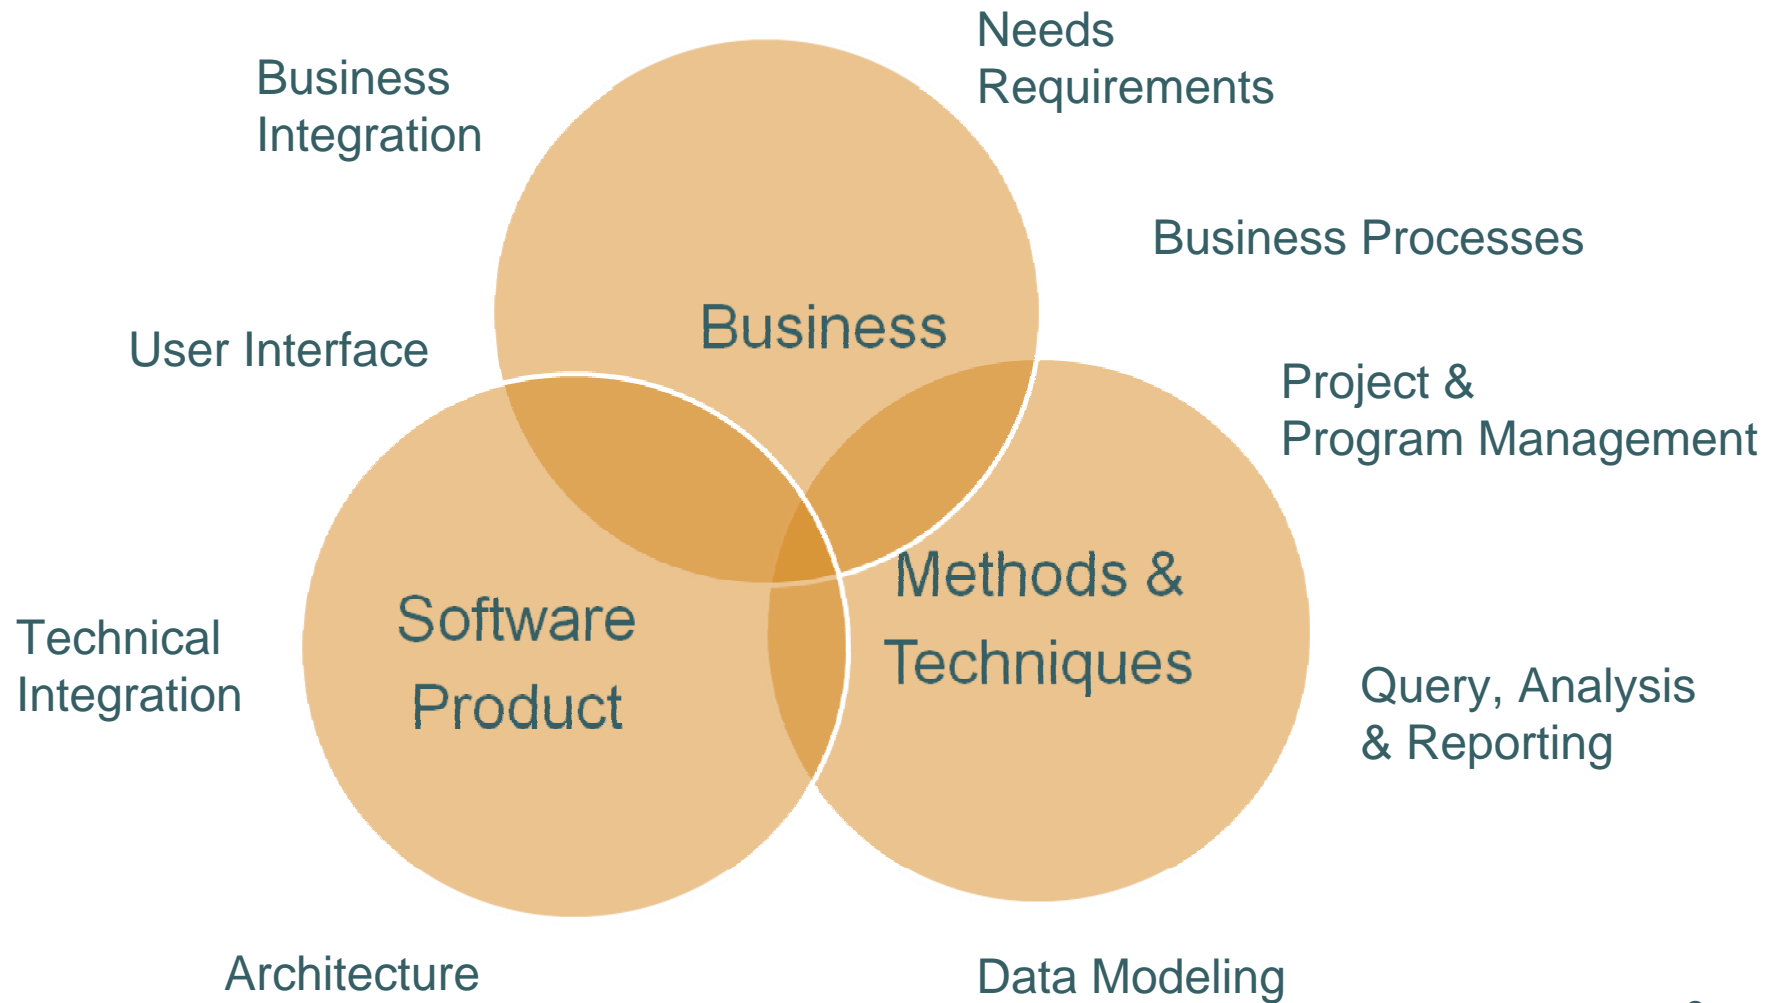 Needs
Requirements
Business
Integration
Business Processes
Business
User Interface
Project &
Program Management
Methods &
Techniques
Software
Product
Technical
Integration
Query, Analysis
& Reporting
Architecture
Data Modeling